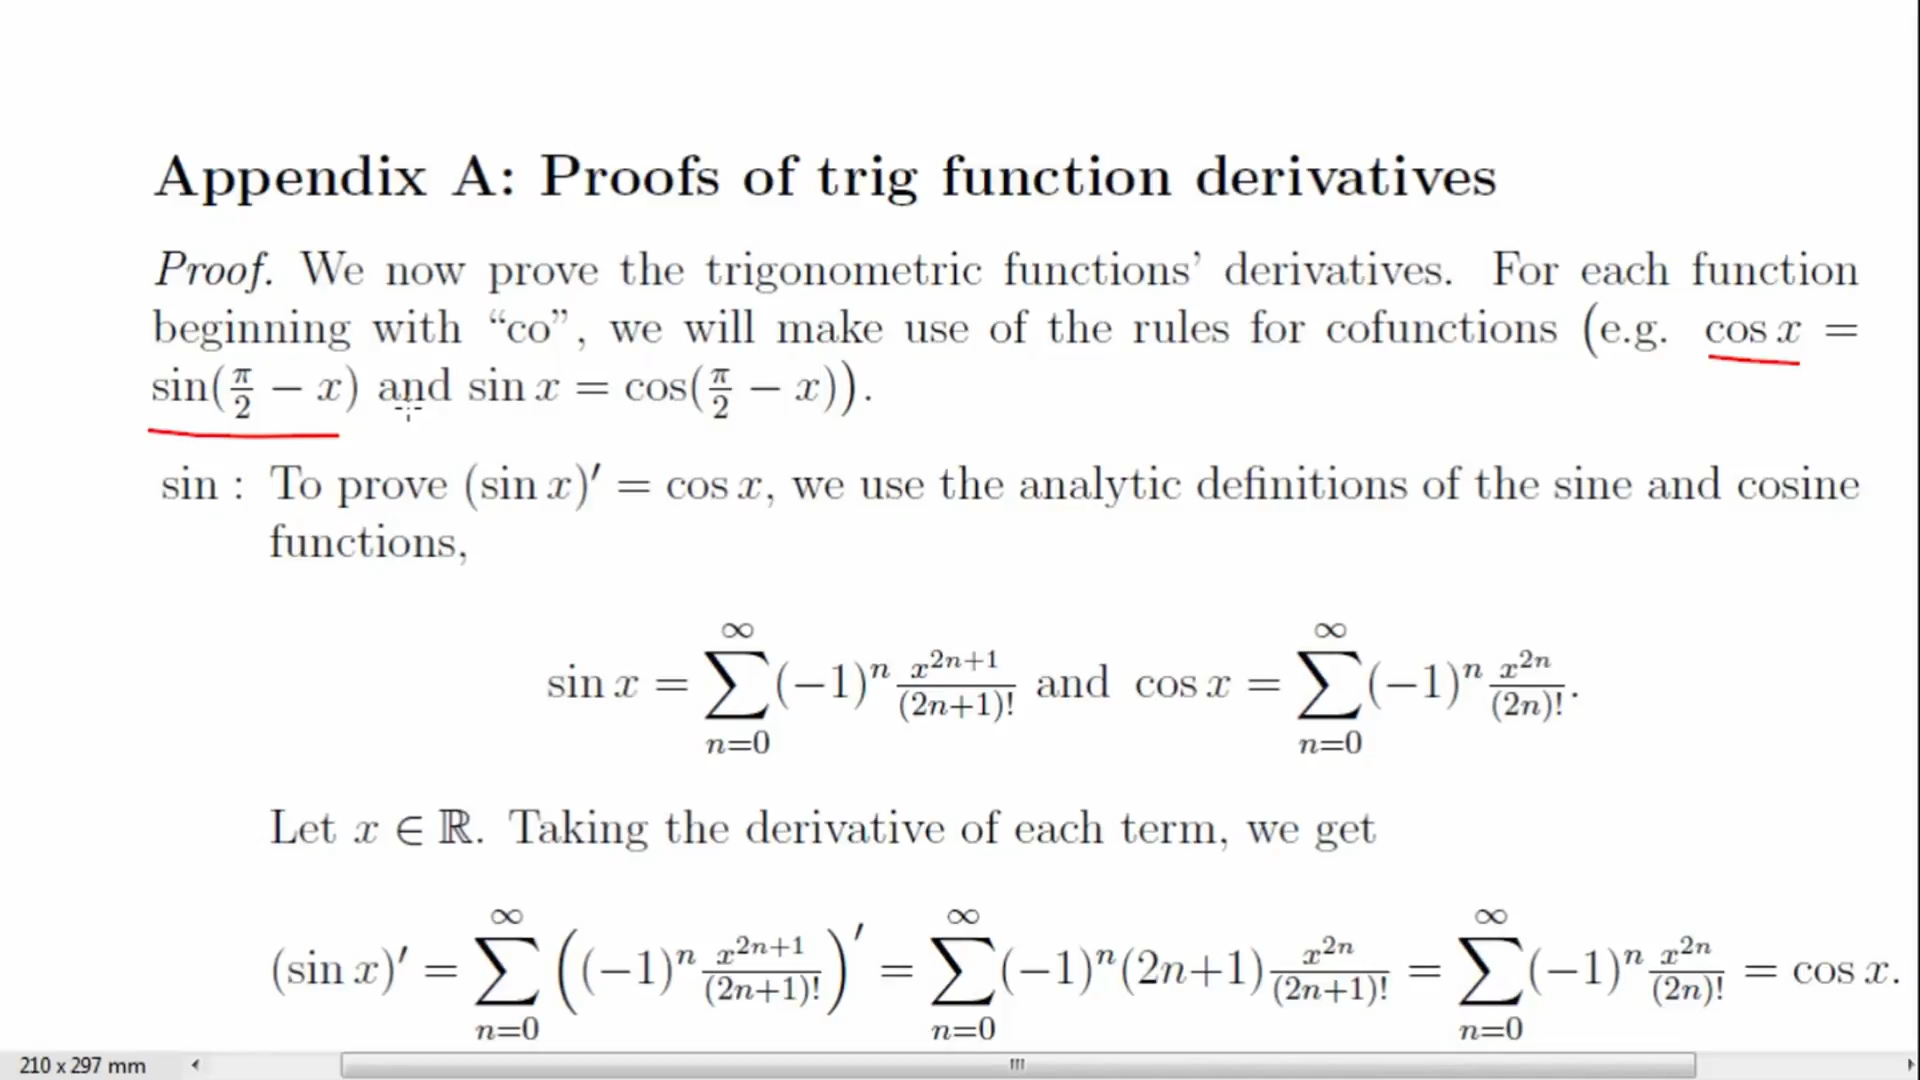 Appendix A: Proofs of trig function derivatives
Proof. We now prove the trigonometric functions’ derivatives. For each function
beginning with “co”, we will make use of the rules for cofunctions (e.g. cos x =
sin(π/2 − x) and sin x = cos(π/2 − x)).
sin : To prove (sin x)′ = cos x, we use the analytic definitions of the sine and cosine
functions,
sin x = ∑_{n=0}^{∞} (−1)^n x^{2n+1}/(2n+1)! and cos x = ∑_{n=0}^{∞} (−1)^n x^{2n}/(2n)!.
Let x ∈ ℝ. Taking the derivative of each term, we get
(sin x)′ = ∑_{n=0}^{∞} ((−1)^n x^{2n+1}/(2n+1)!)′ = ∑_{n=0}^{∞} (−1)^n (2n+1) x^{2n}/(2n+1)! = ∑_{n=0}^{∞} (−1)^n x^{2n}/(2n)! = cos x.
210 x 297 mm